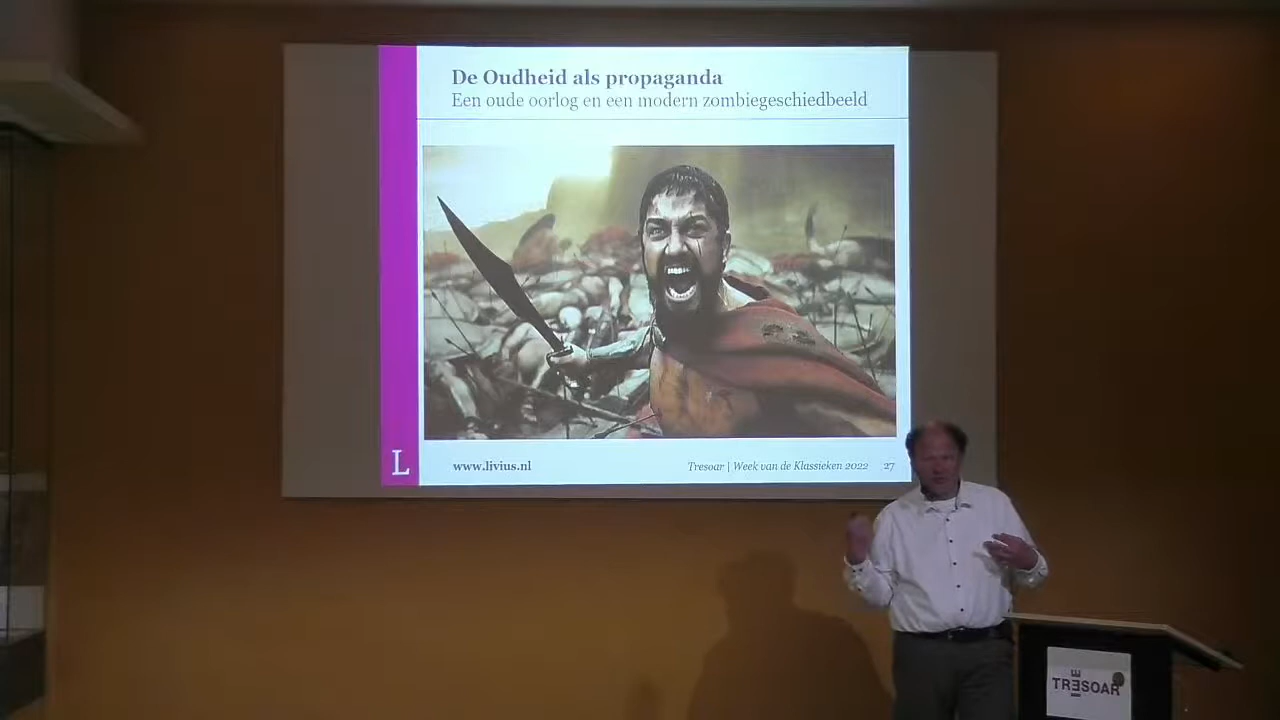 De Oudheid als propaganda
Een oude oorlog en een modern zombiegeschiedbeeld
L
www.livius.nl
Tresoar | Week van de Klassieken 2022
27
TRESOAR